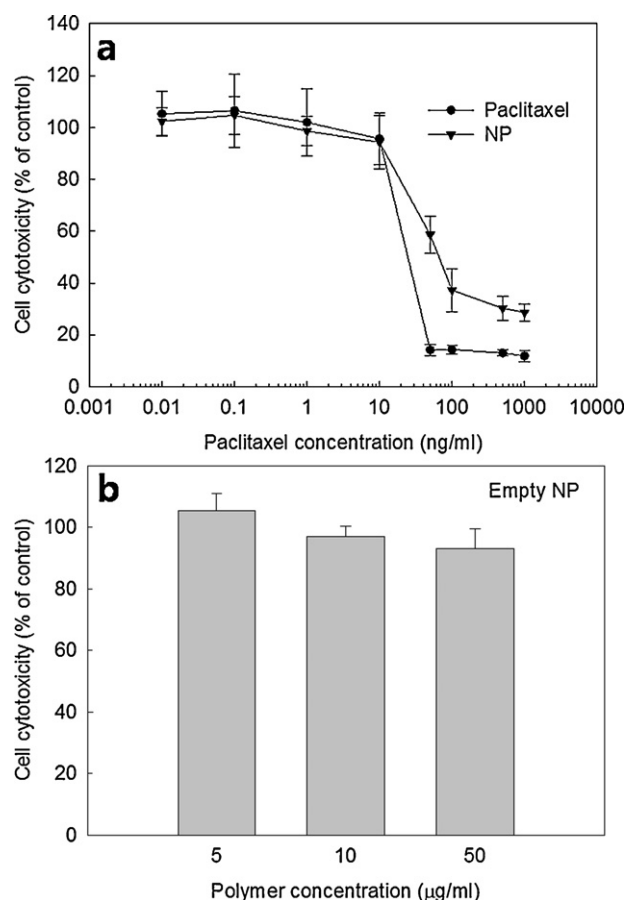 a
140
120
100
80
60
40
20
0
Cell cytotoxicity (% of control)
Paclitaxel
NP
0.001 0.01 0.1 1 10 100 1000 10000
Paclitaxel concentration (ng/ml)
b
Empty NP
120
100
80
60
40
20
0
Cell cytotoxicity (% of control)
5 10 50
Polymer concentration (μg/ml)